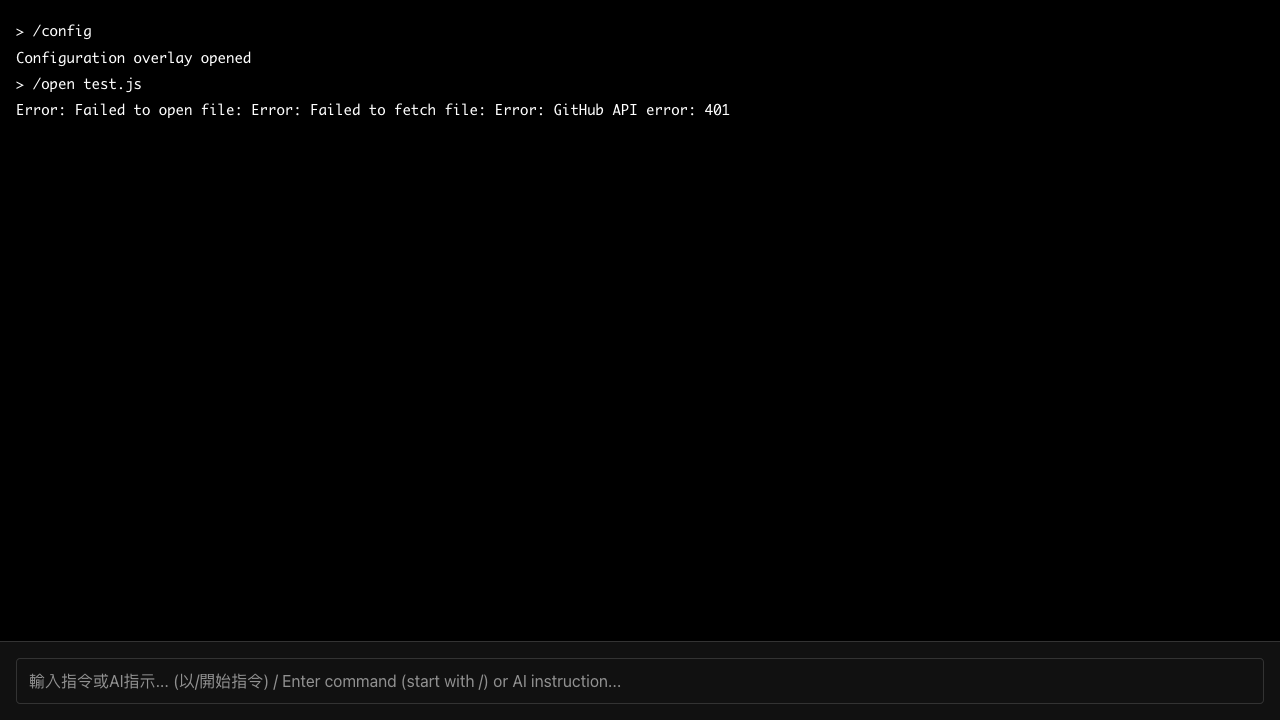 > /config
Configuration overlay opened
> /open test.js
Error: Failed to open file: Error: Failed to fetch file: Error: GitHub API error: 401
輸入指令或AI指示... (以/開始指令) / Enter command (start with /) or AI instruction...